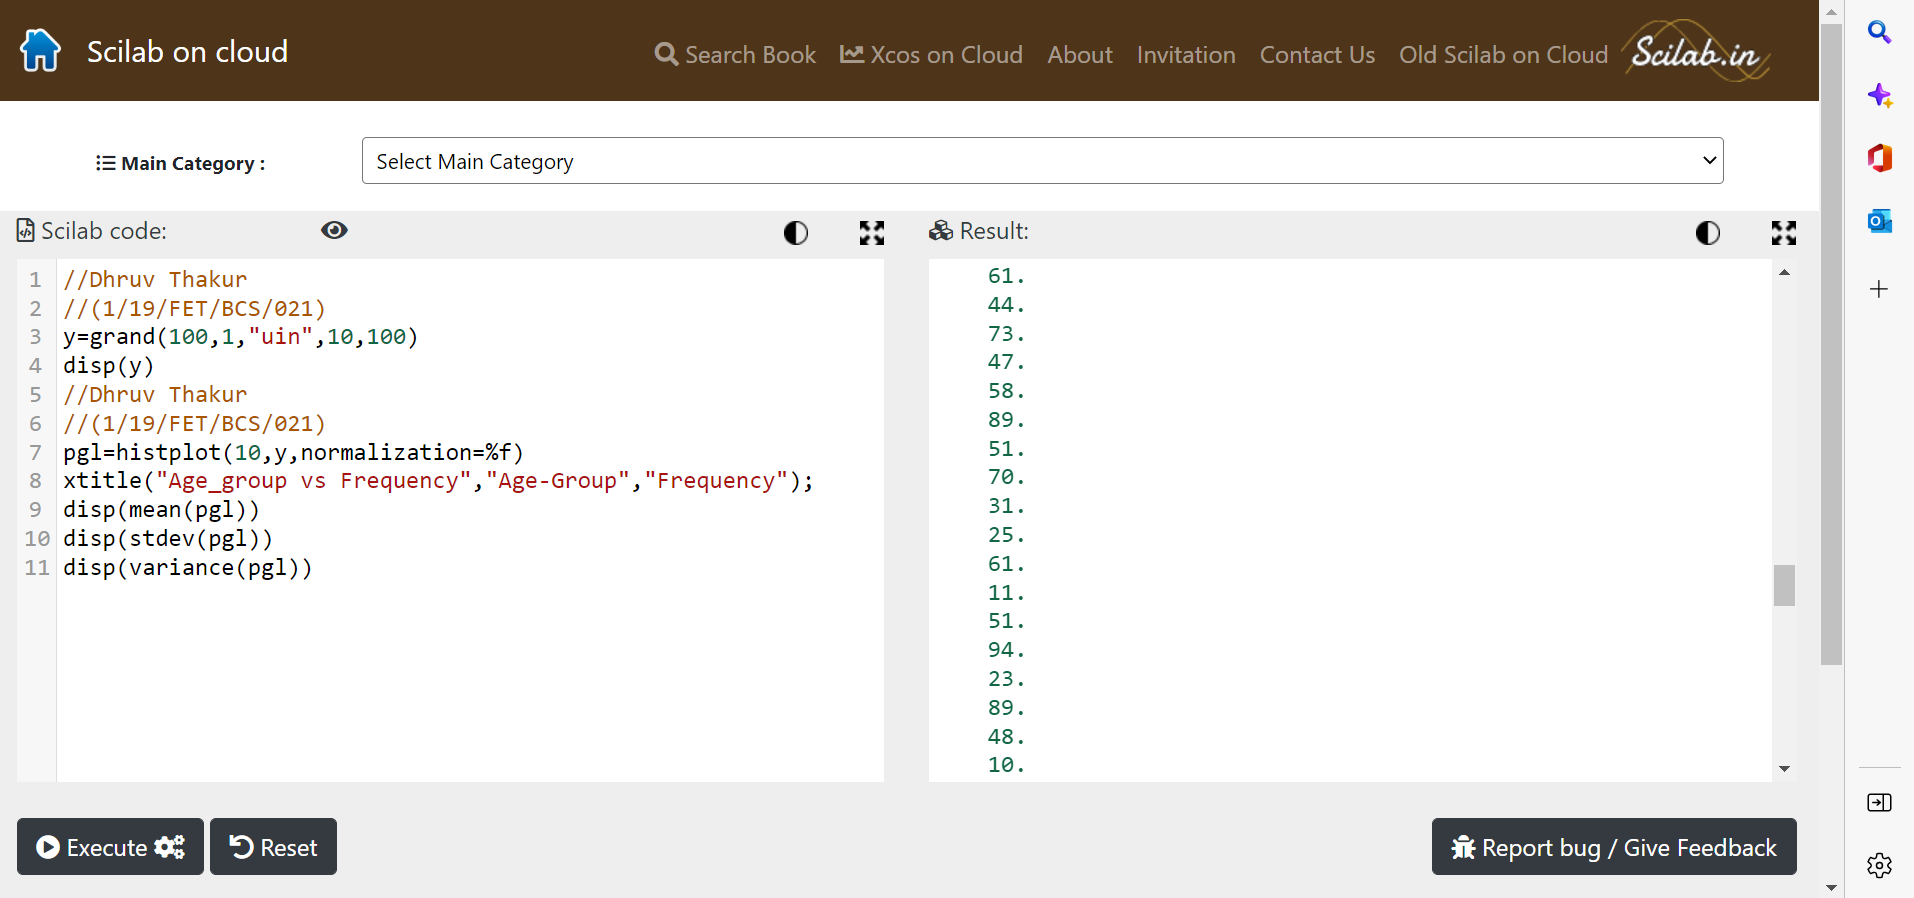 Scilab on cloud
Search Book Xcos on Cloud About Invitation Contact Us Old Scilab on Cloud Scilab.in
Main Category :
Select Main Category
Scilab code:
1 //Dhruv Thakur
2 //(1/19/FET/BCS/021)
3 y=grand(100,1,"uin",10,100)
4 disp(y)
5 //Dhruv Thakur
6 //(1/19/FET/BCS/021)
7 pgl=histplot(10,y,normalization=%f)
8 xtitle("Age_group vs Frequency","Age-Group","Frequency");
9 disp(mean(pgl))
10 disp(stdev(pgl))
11 disp(variance(pgl))
Result:
61.
44.
73.
47.
58.
89.
51.
70.
31.
25.
61.
11.
51.
94.
23.
89.
48.
10.
Execute
Reset
Report bug / Give Feedback